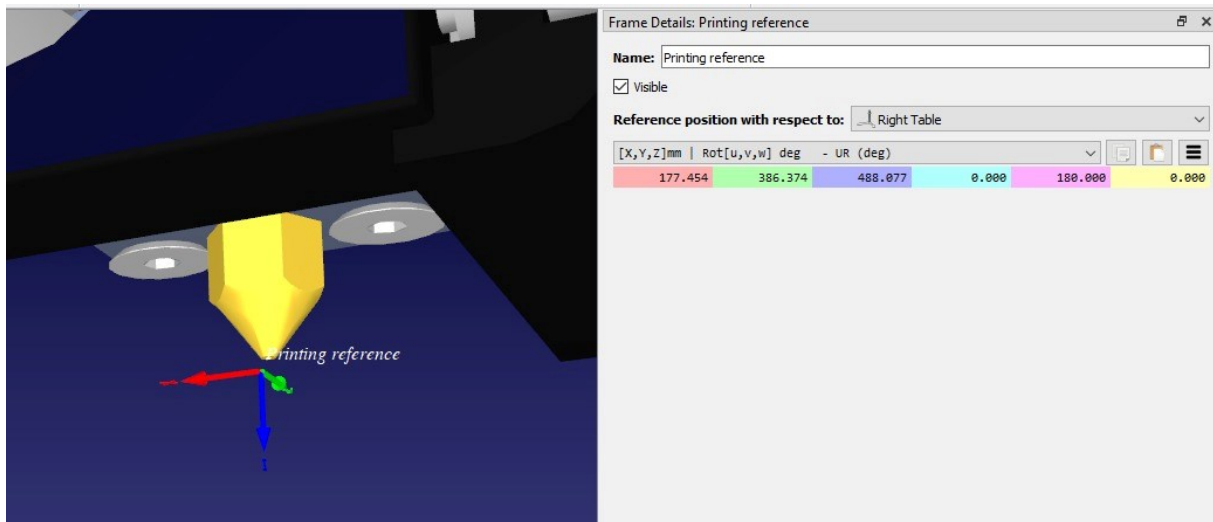 Frame Details: Printing reference
Name: Printing reference
Visible
Reference position with respect to: Right Table
[X,Y,Z]mm | Rot[u,v,w] deg - UR (deg)
177.454 386.374 488.077 0.000 180.000 0.000
Printing reference